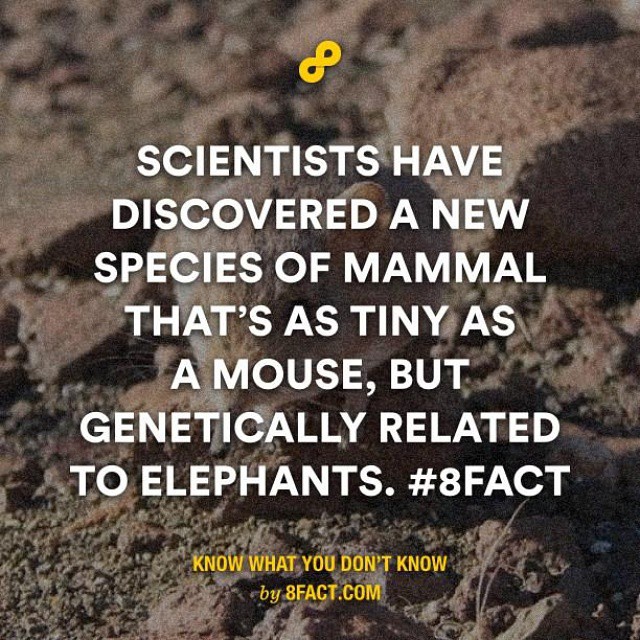 SCIENTISTS HAVE
DISCOVERED A NEW
SPECIES OF MAMMAL
THAT'S AS TINY AS
A MOUSE, BUT
GENETICALLY RELATED
TO ELEPHANTS. #8FACT
KNOW WHAT YOU DON'T KNOW
by 8FACT.COM